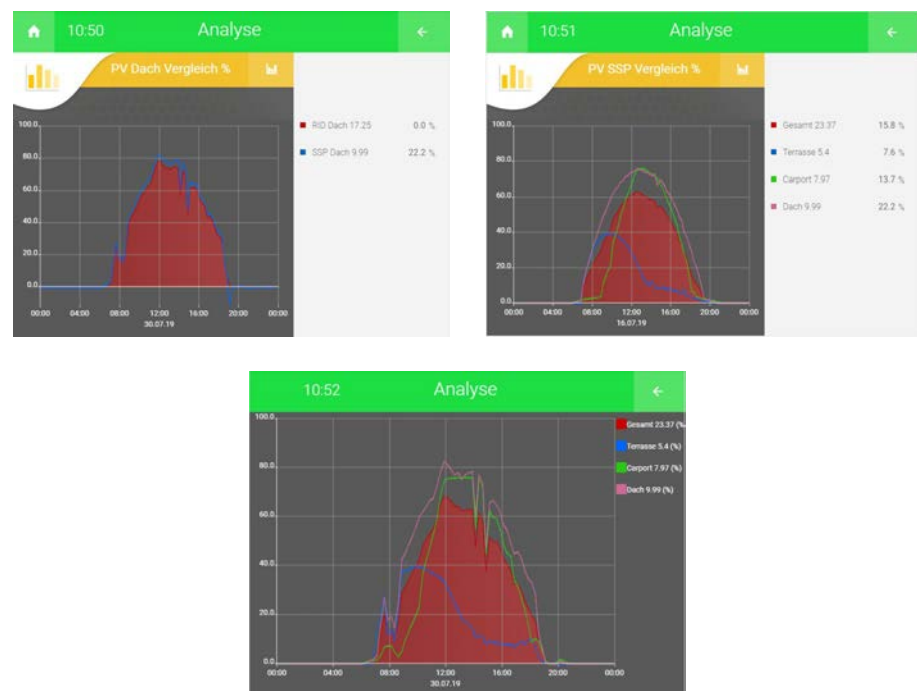 10:50 Analyse
PV Dach Vergleich %
100.0
80.0
60.0
40.0
20.0
0.0
00:00 04:00 08:00 12:00 16:00 20:00 00:00
30.07.19
RID Dach 17.25 0.0 %
SSP Dach 9.99 22.2 %
10:51 Analyse
PV SSP Vergleich %
100.0
80.0
60.0
40.0
20.0
0.0
00:00 04:00 08:00 12:00 16:00 20:00 00:00
16.07.19
Gesamt 23.37 15.8 %
Terrasse 5.4 7.6 %
Carport 7.97 13.7 %
Dach 9.99 22.2 %
10:52 Analyse
100.0
80.0
60.0
40.0
20.0
0.0
00:00 04:00 08:00 12:00 16:00 20:00 00:00
30.07.19
Gesamt 23.37 (%
Terrasse 5.4 (%)
Carport 7.97 (%)
Dach 9.99 (%)